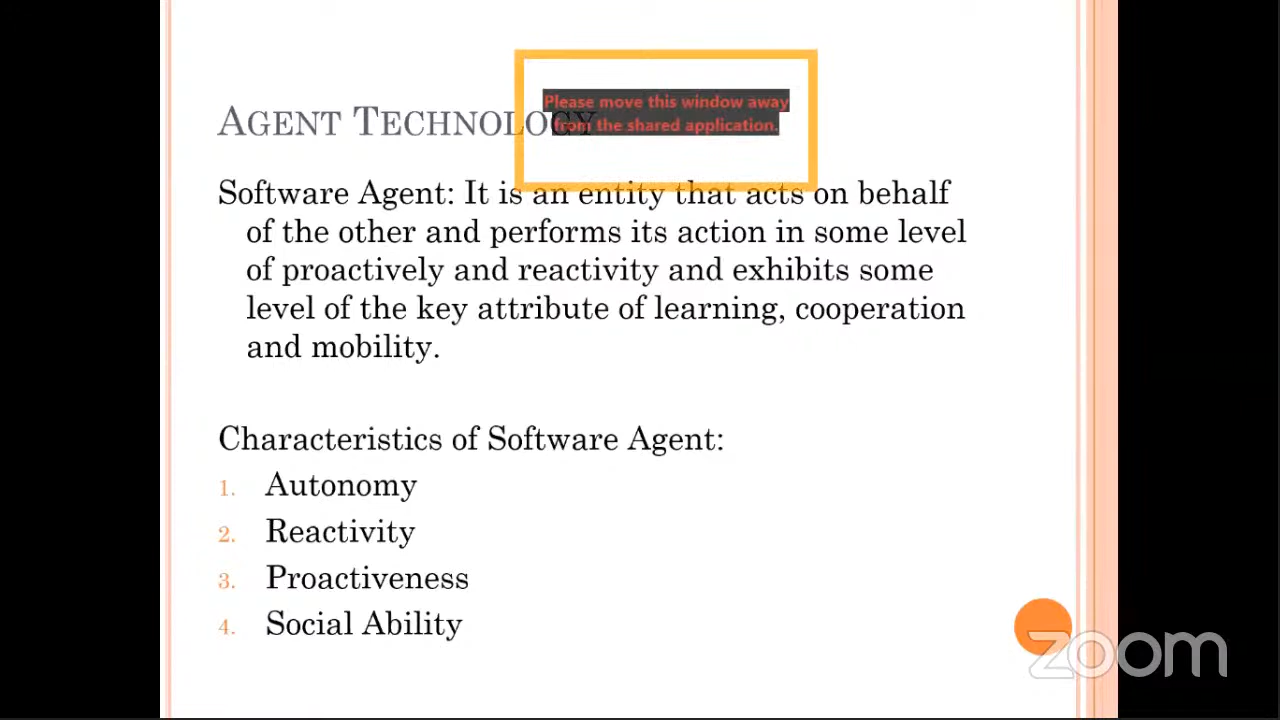 AGENT TECHNOLOGY
Please move this window away
from the shared application.
Software Agent: It is an entity that acts on behalf
of the other and performs its action in some level
of proactively and reactivity and exhibits some
level of the key attribute of learning, cooperation
and mobility.
Characteristics of Software Agent:
1. Autonomy
2. Reactivity
3. Proactiveness
4. Social Ability
zoom